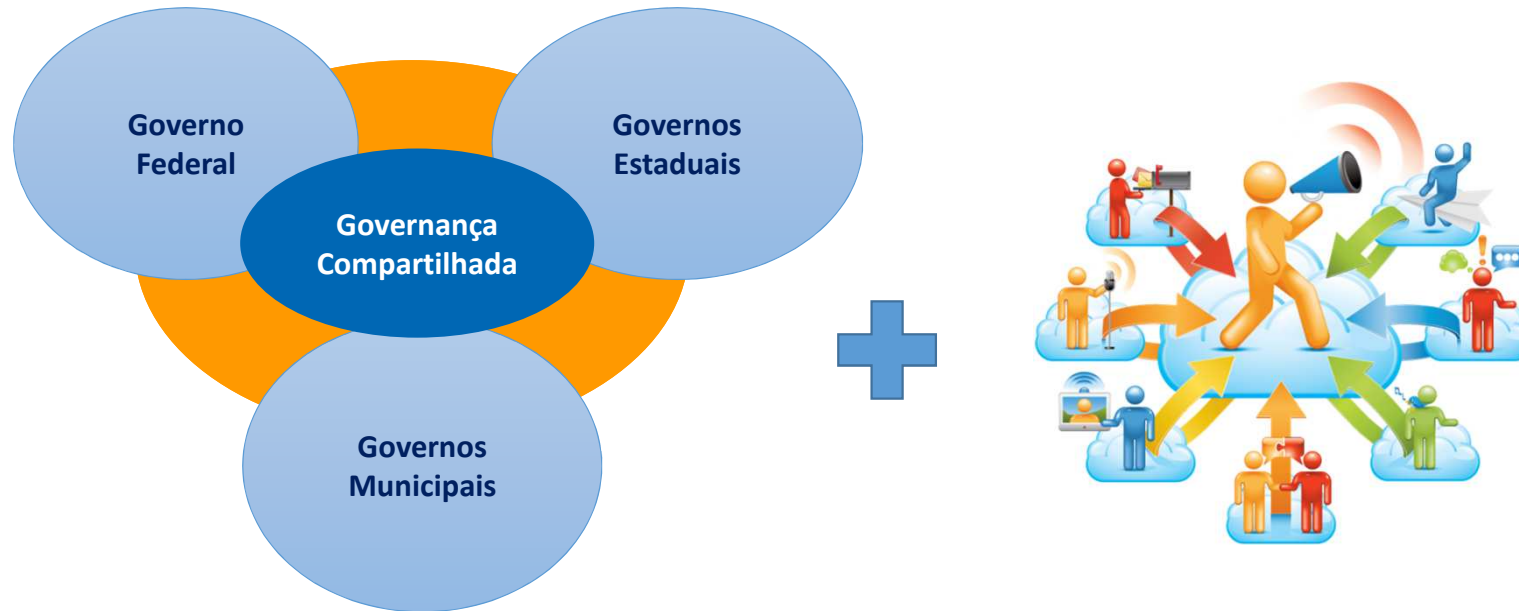 Governo
Federal
Governos
Estaduais
Governança
Compartilhada
Governos
Municipais